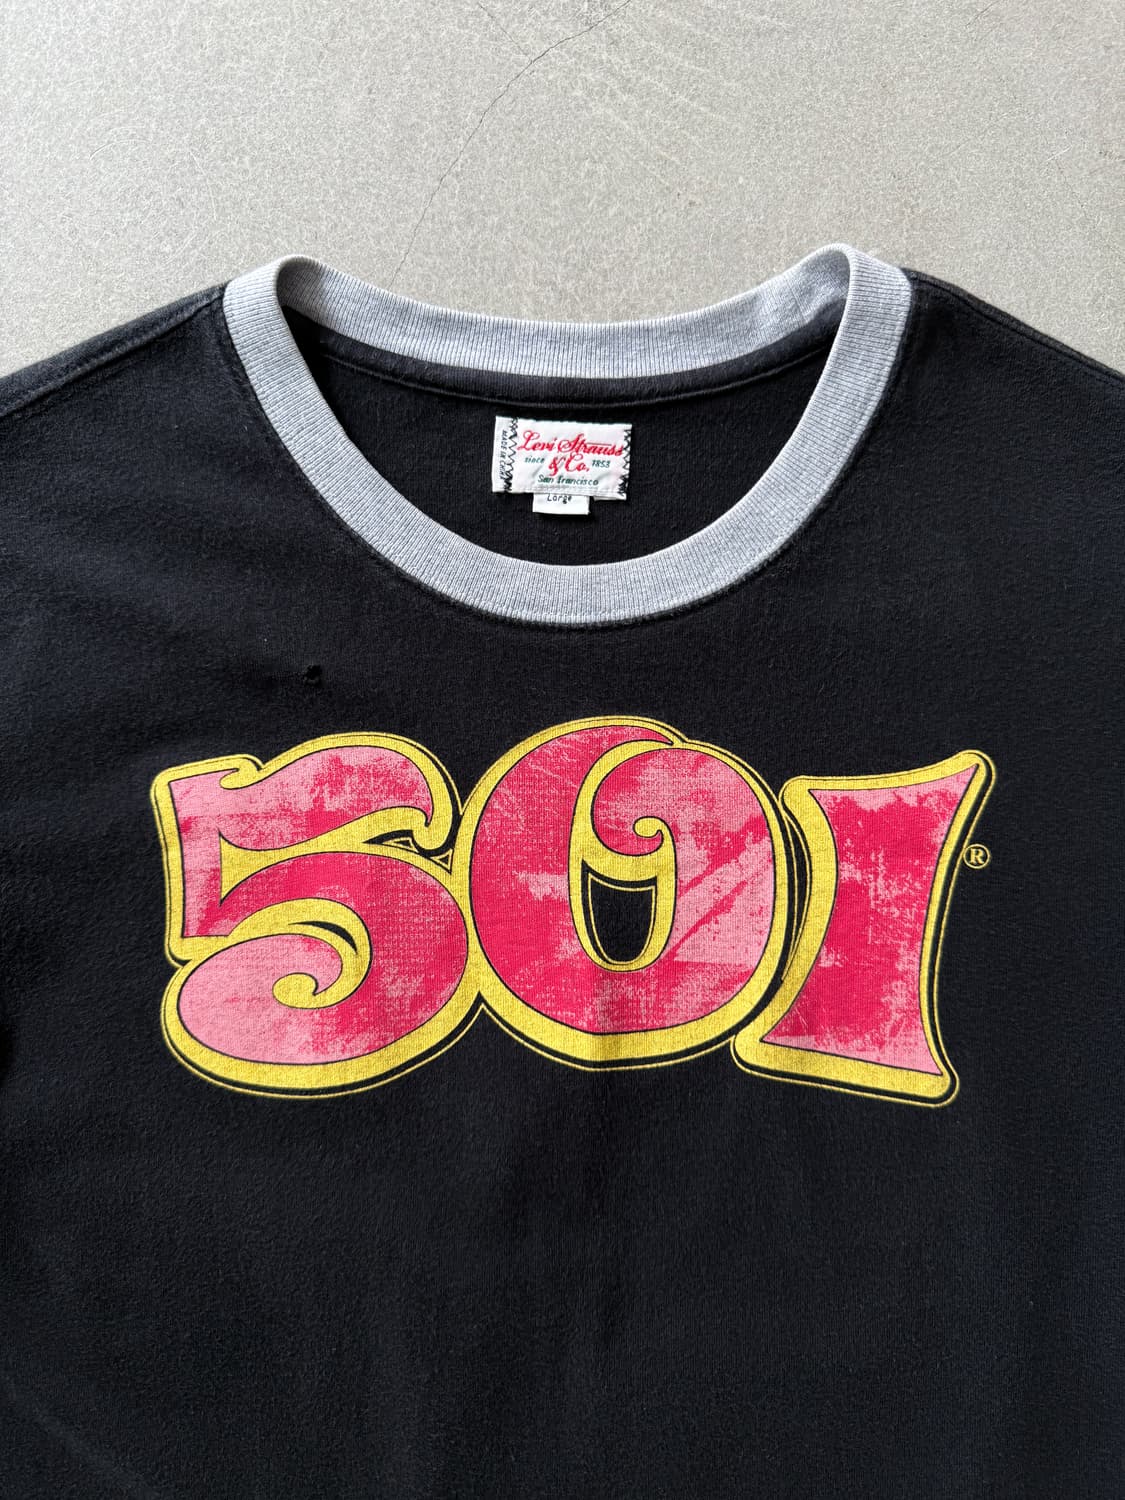 Levi Strauss
since & Co. 1853
San Francisco
Large
501®